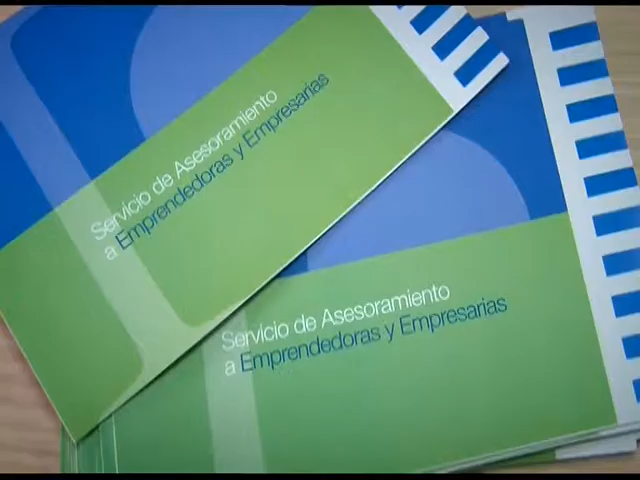 Servicio de Asesoramiento
a Emprendedoras y Empresarias
Servicio de Asesoramiento
a Emprendedoras y Empresarias